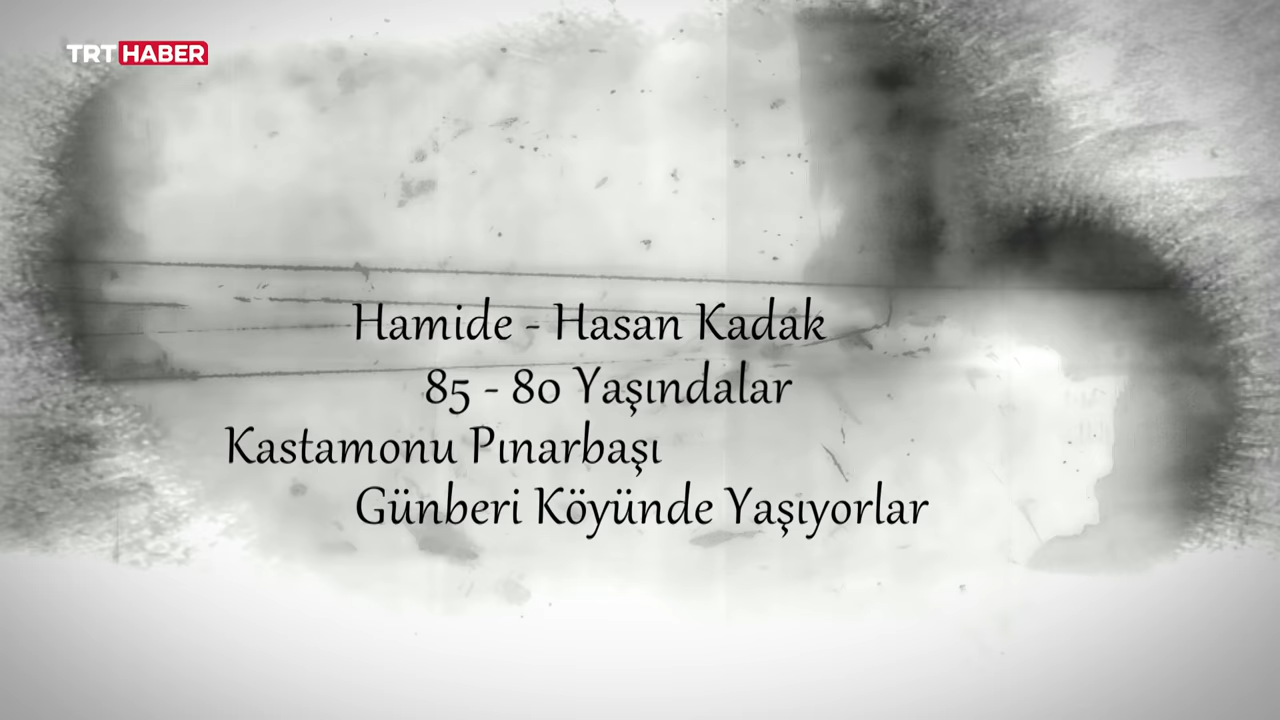 TRT HABER
Hamide - Hasan Kadak
85 - 80 Yaşındalar
Kastamonu Pınarbaşı
Günberi Köyünde Yaşıyorlar